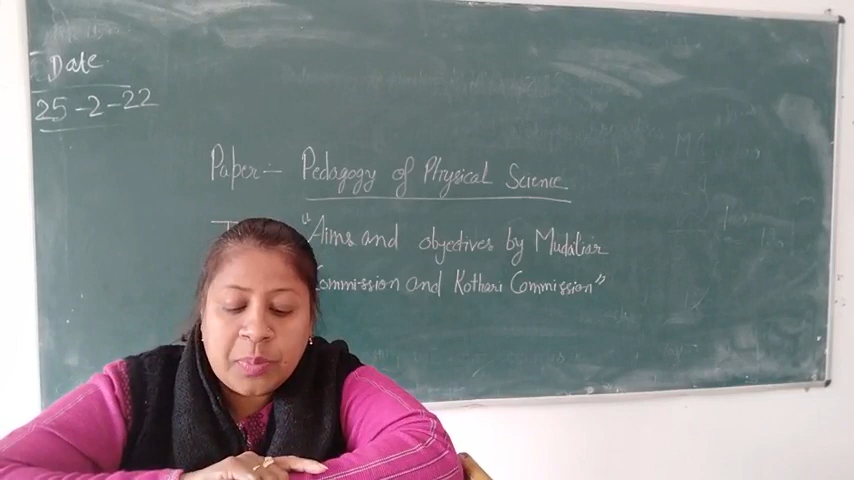 Date
25-2-22
Paper:- Pedagogy of Physical Science
"Aims and objectives by Mudaliar
Commission and Kothari Commission"